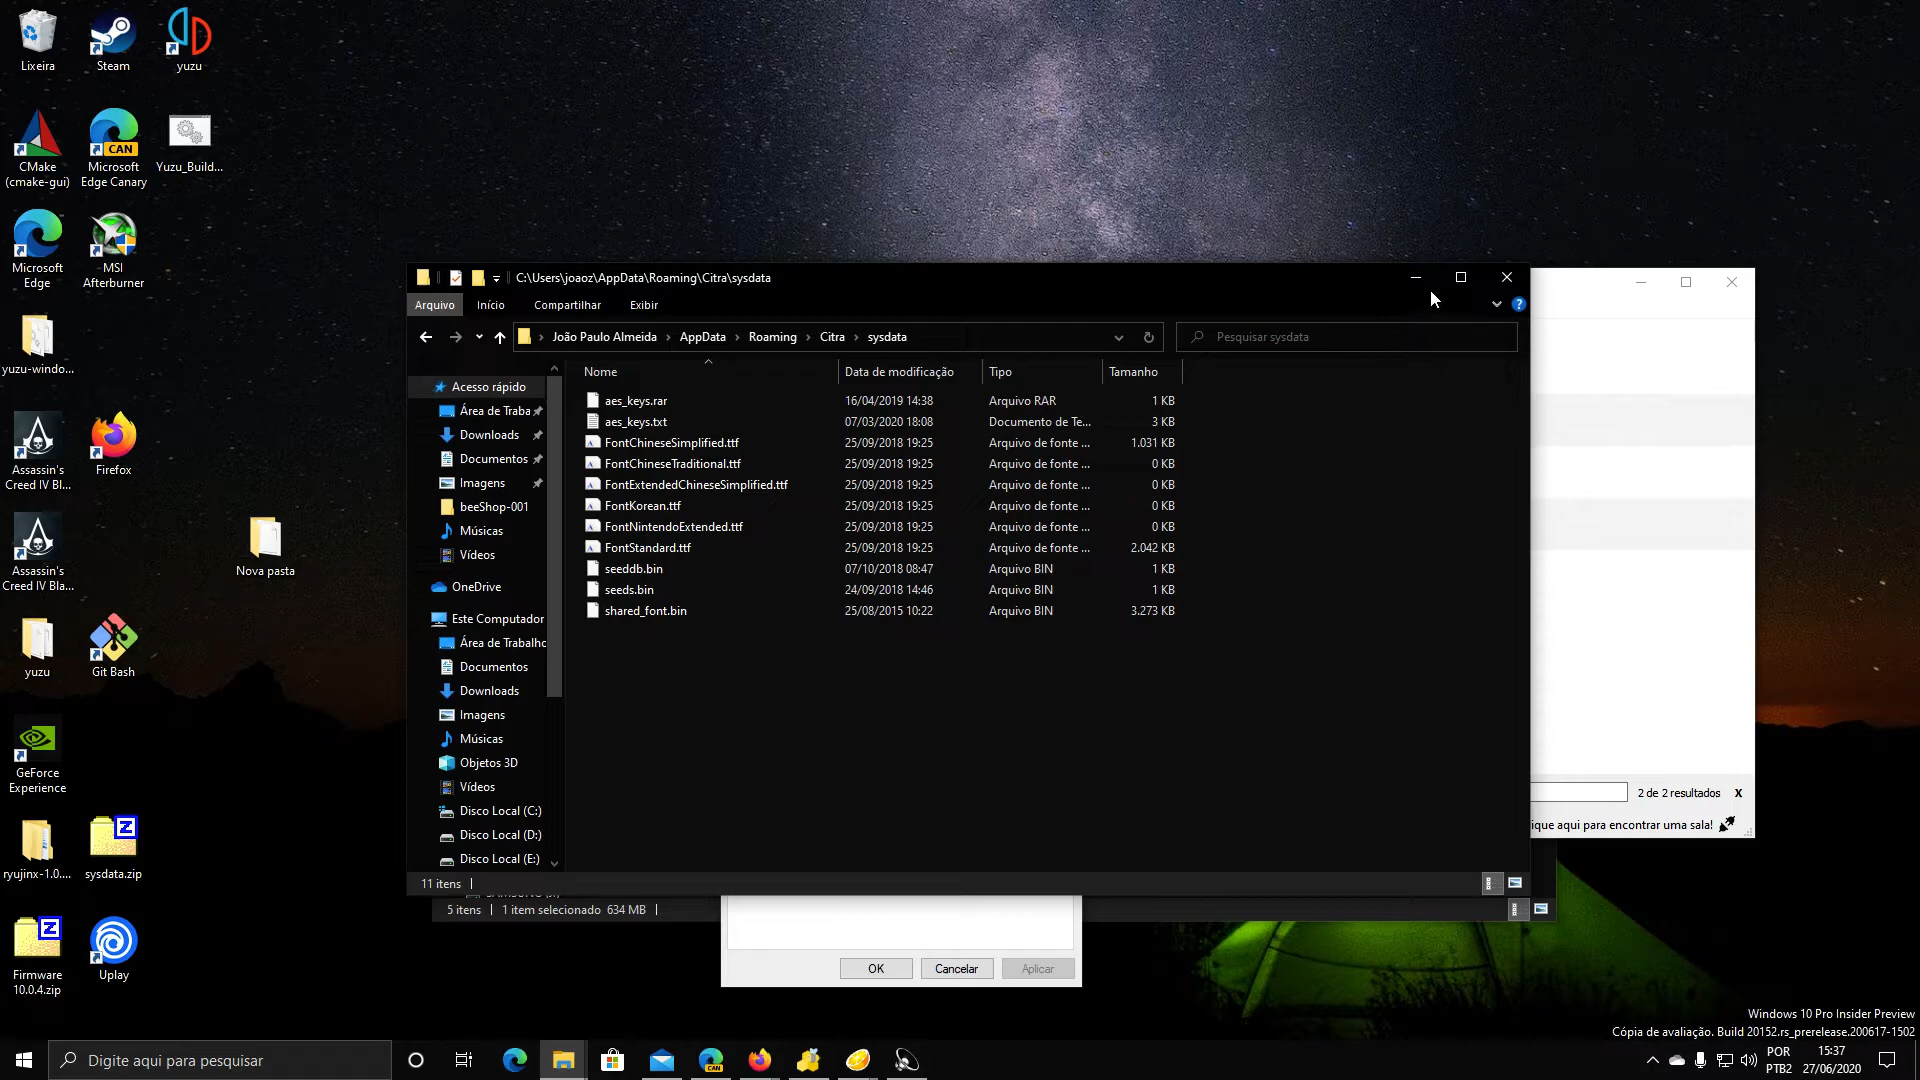 Lixeira
Steam
yuzu
CMake
(cmake-gui)
CAN
Microsoft
Edge Canary
Yuzu_Build...
Microsoft
Edge
MSI
Afterburner
yuzu-windo...
Assassin's
Creed IV Bl...
Firefox
Assassin's
Creed IV Bla...
Nova pasta
yuzu
Git Bash
GeForce
Experience
ryujinx-1.0....
sysdata.zip
Firmware
10.0.4.zip
Uplay
C:\Users\joaoz\AppData\Roaming\Citra\sysdata
Arquivo
Início
Compartilhar
Exibir
João Paulo Almeida
AppData
Roaming
Citra
sysdata
Pesquisar sysdata
Acesso rápido
Área de Traba
Downloads
Documentos
Imagens
beeShop-001
Músicas
Vídeos
OneDrive
Este Computador
Área de Trabalho
Documentos
Downloads
Imagens
Músicas
Objetos 3D
Vídeos
Disco Local (C:)
Disco Local (D:)
Disco Local (E:)
Nome Data de modificação Tipo Tamanho
aes_keys.rar 16/04/2019 14:38 Arquivo RAR 1 KB
aes_keys.txt 07/03/2020 18:08 Documento de Te... 3 KB
FontChineseSimplified.ttf 25/09/2018 19:25 Arquivo de fonte ... 1.031 KB
FontChineseTraditional.ttf 25/09/2018 19:25 Arquivo de fonte ... 0 KB
FontExtendedChineseSimplified.ttf 25/09/2018 19:25 Arquivo de fonte ... 0 KB
FontKorean.ttf 25/09/2018 19:25 Arquivo de fonte ... 0 KB
FontNintendoExtended.ttf 25/09/2018 19:25 Arquivo de fonte ... 0 KB
FontStandard.ttf 25/09/2018 19:25 Arquivo de fonte ... 2.042 KB
seeddb.bin 07/10/2018 08:47 Arquivo BIN 1 KB
seeds.bin 24/09/2018 14:46 Arquivo BIN 1 KB
shared_font.bin 25/08/2015 10:22 Arquivo BIN 3.273 KB
11 itens
5 itens 1 item selecionado 634 MB
2 de 2 resultados X
ique aqui para encontrar uma sala!
OK
Cancelar
Aplicar
Windows 10 Pro Insider Preview
Cópia de avaliação. Build 20152.rs_prerelease.200617-1502
Digite aqui para pesquisar
CAN
POR
PTB2
15:37
27/06/2020